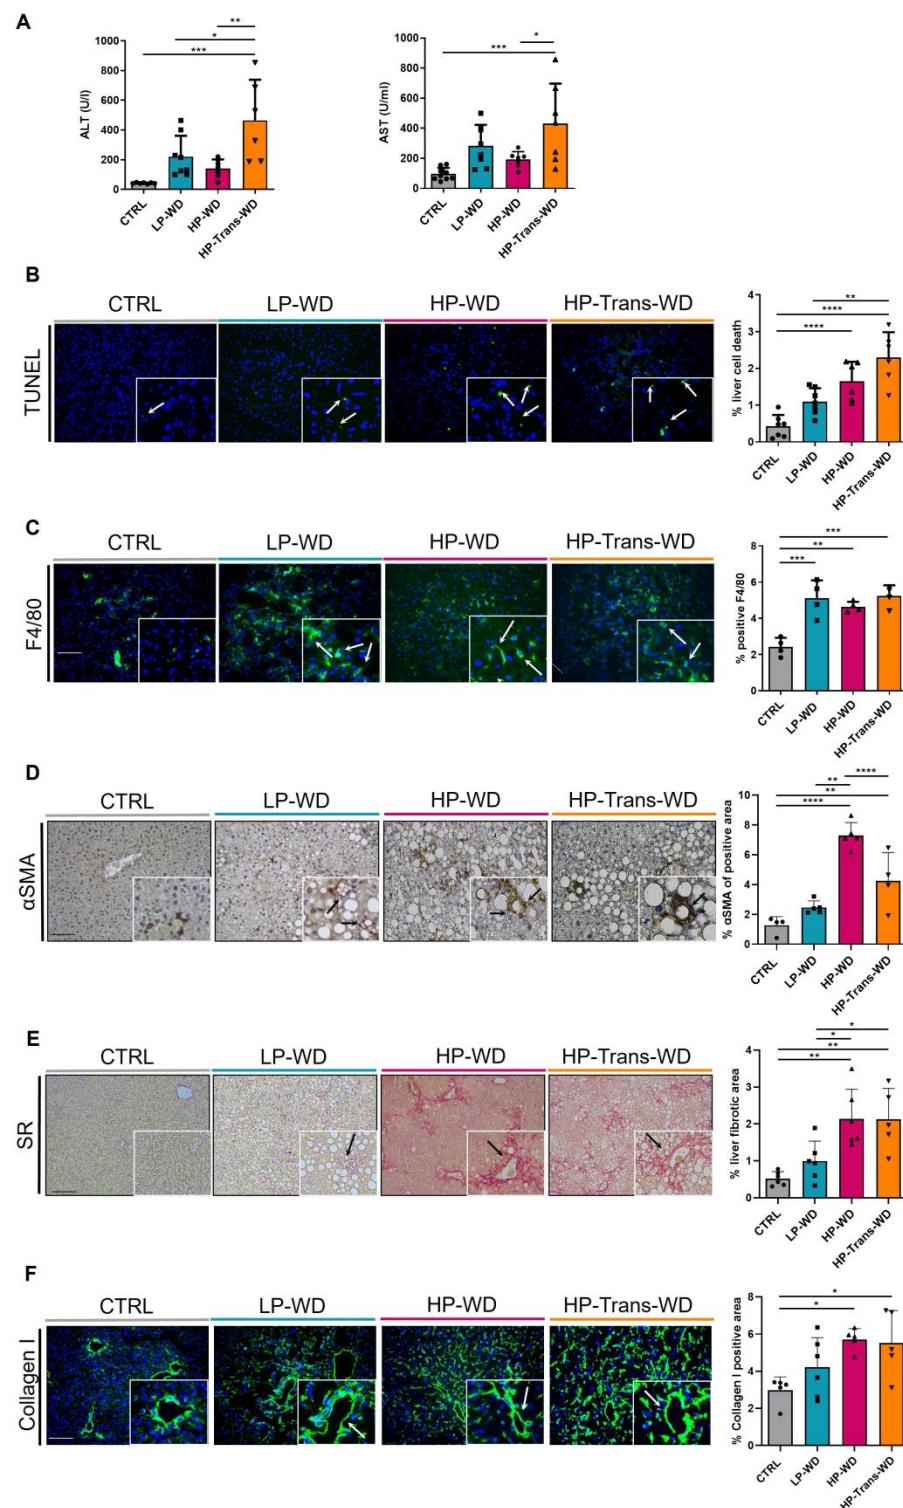 A
**
*
***
1000
800
600
400
200
0
ALT (U/l)
CTRL
LP-WD
HP-WD
HP-Trans-WD
*
***
1000
800
600
400
200
0
AST (U/ml)
CTRL
LP-WD
HP-WD
HP-Trans-WD
B
CTRL LP-WD HP-WD HP-Trans-WD
TUNEL
**
****
****
4
3
2
1
0
% liver cell death
CTRL
LP-WD
HP-WD
HP-Trans-WD
C
CTRL LP-WD HP-WD HP-Trans-WD
F4/80
***
**
***
8
6
4
2
0
% positive F4/80
CTRL
LP-WD
HP-WD
HP-Trans-WD
D
CTRL LP-WD HP-WD HP-Trans-WD
αSMA
****
**
**
****
10
8
6
4
2
0
% αSMA of positive area
CTRL
LP-WD
HP-WD
HP-Trans-WD
E
CTRL LP-WD HP-WD HP-Trans-WD
SR
*
*
**
**
4
3
2
1
0
% liver fibrotic area
CTRL
LP-WD
HP-WD
HP-Trans-WD
F
CTRL LP-WD HP-WD HP-Trans-WD
Collagen I
*
*
8
6
4
2
0
% Collagen I positive area
CTRL
LP-WD
HP-WD
HP-Trans-WD